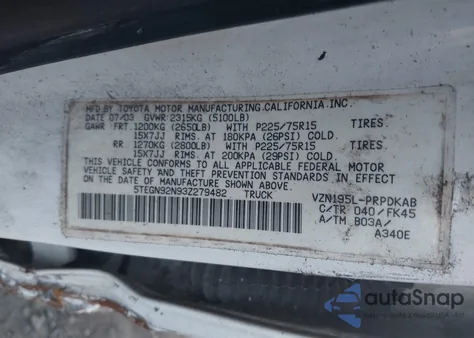 MFD. BY TOYOTA MOTOR MANUFACTURING,CALIFORNIA,INC.
DATE 07/03 GVWR 2315KG (5100LB)
GAWR FRT. 1200KG (2650LB) WITH P225/75R15 TIRES,
15X7JJ RIMS. AT 180KPA (26PSI) COLD.
RR 1270KG (2800LB) WITH P225/75R15 TIRES,
15X7JJ RIMS. AT 200KPA (29PSI) COLD.
THIS VEHICLE CONFORMS TO ALL APPLICABLE FEDERAL MOTOR
VEHICLE SAFETY AND THEFT PREVENTION STANDARDS IN EFFECT
ON THE DATE OF MANUFACTURE SHOWN ABOVE.
5TEGN92N93Z279482 TRUCK VZN195L-PRPDKAB
C/TR 040/FK45
A/TM B03A/
A340E
autoSnap